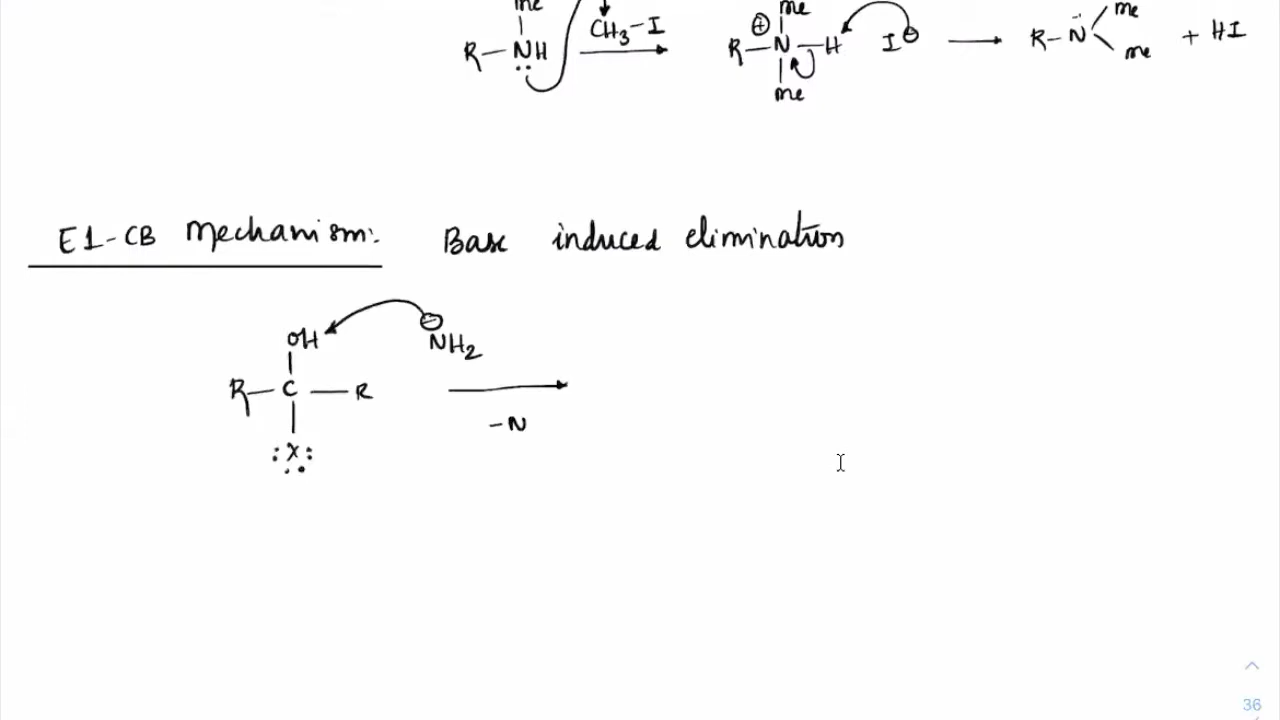 me
CH3-I
R-NH
⊕ me
R-N-H I⊖
me
R-N me
me
+ HI
E1-CB Mechanism: Base induced elimination
OH
⊖
NH2
R-C-R
-N
:X:
36